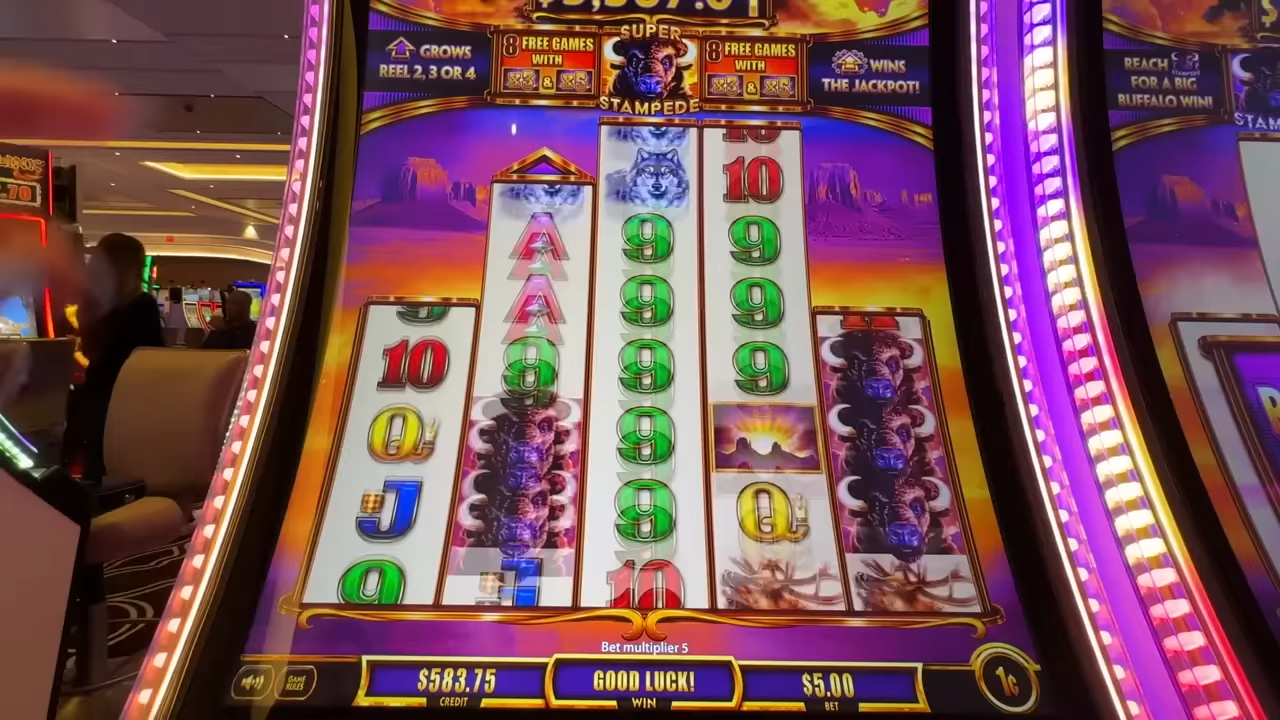 SUPER
STAMPEDE
GROWS
REEL 2, 3 OR 4
8 FREE GAMES
WITH
X3 & X5
8 FREE GAMES
WITH
X3 & X5
WINS
THE JACKPOT!
REACH
FOR A BIG
BUFFALO WIN!
10
10
Q
J
9
A
A
9
J
9
9
9
9
9
9
10
10
9
9
9
Q
Bet multiplier 5
GAME
RULES
$583.75
CREDIT
GOOD LUCK!
WIN
$5.00
BET
1¢